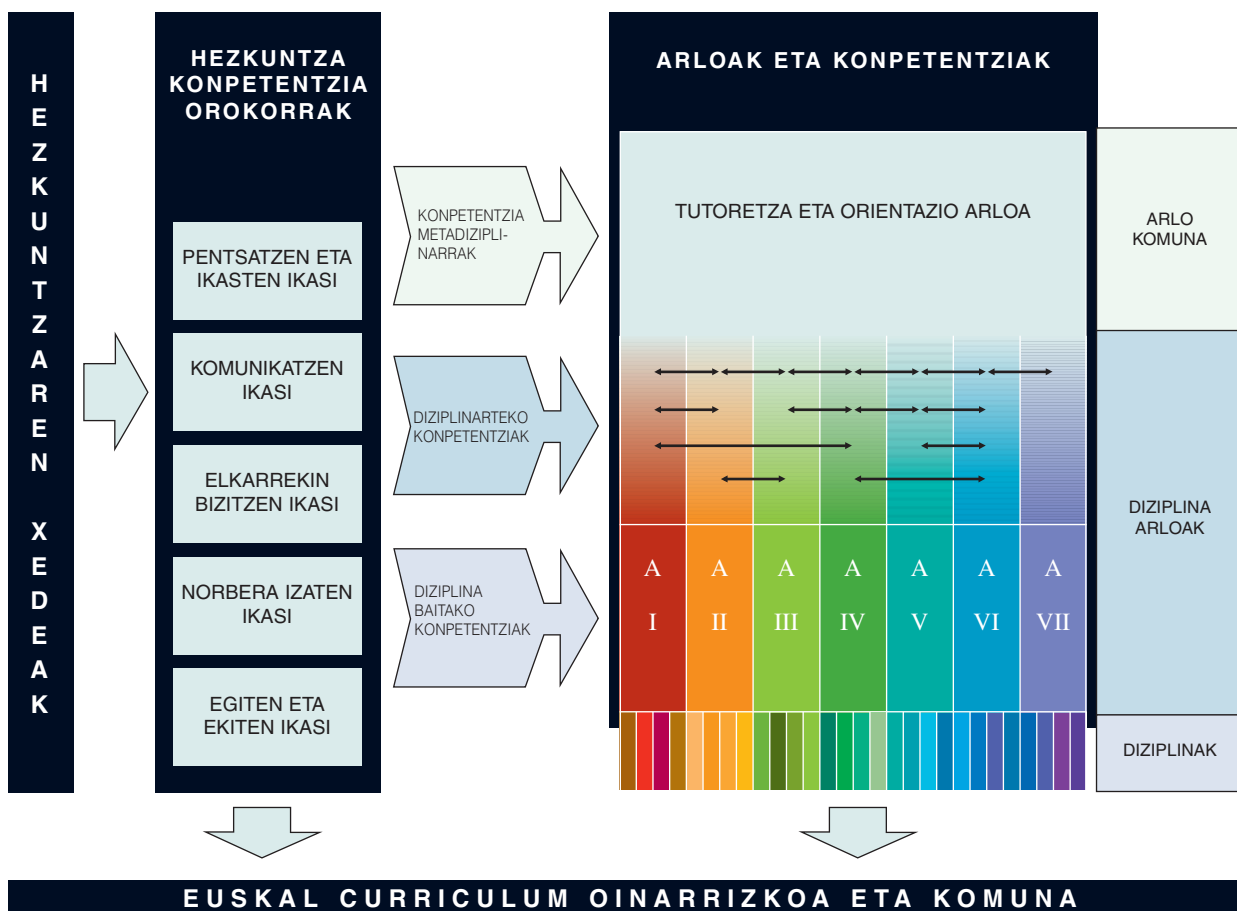 HEZKUNTZAREN XEDEAK
HEZKUNTZA
KONPETENTZIA
OROKORRAK
PENTSATZEN ETA
IKASTEN IKASI
KOMUNIKATZEN
IKASI
ELKARREKIN
BIZITZEN IKASI
NORBERA IZATEN
IKASI
EGITEN ETA
EKITEN IKASI
KONPETENTZIA
METADIZIPLI-
NARRAK
DIZIPLINARTEKO
KONPETENTZIAK
DIZIPLINA
BAITAKO
KONPETENTZIAK
ARLOAK ETA KONPETENTZIAK
TUTORETZA ETA ORIENTAZIO ARLOA
A A A A A A A
I II III IV V VI VII
ARLO
KOMUNA
DIZIPLINA
ARLOAK
DIZIPLINAK
EUSKAL CURRICULUM OINARRIZKOA ETA KOMUNA